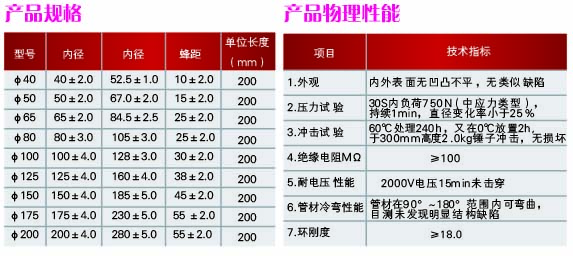 产品规格
型号 内径 内径 蜂距 单位长度（mm）
φ40 40±2.0 52.5±1.0 10±2.0 200
φ50 50±2.0 67.0±2.0 15±2.0 200
φ65 65±2.0 84.5±2.5 25±2.0 200
φ80 80±3.0 105±3.0 25±2.0 200
φ100 100±4.0 128±3.0 30±2.0 200
φ125 125±4.0 160±4.0 38±2.0 200
φ150 150±4.0 185±5.0 45±2.0 200
φ175 175±4.0 230±5.0 55±2.0 200
φ200 200±4.0 280±5.0 55±2.0 200
产品物理性能
项目 技术指标
1.外观 内外表面无凹凸不平，无类似缺陷
2.压力试验 30S内负荷750N（中应力类型），
持续1min，直径变化率小于25%
3.冲击试验 60℃处理240h，又在0℃放置2h,
于300mm高度2.0kg锤子冲击，无损坏
4.绝缘电阻MΩ ≥100
5.耐电压性能 2000V电压15min未击穿
6.管材冷弯性能 管材在90°~180°范围内可弯曲，
目测未发现明显结构缺陷
7.环刚度 ≥18.0